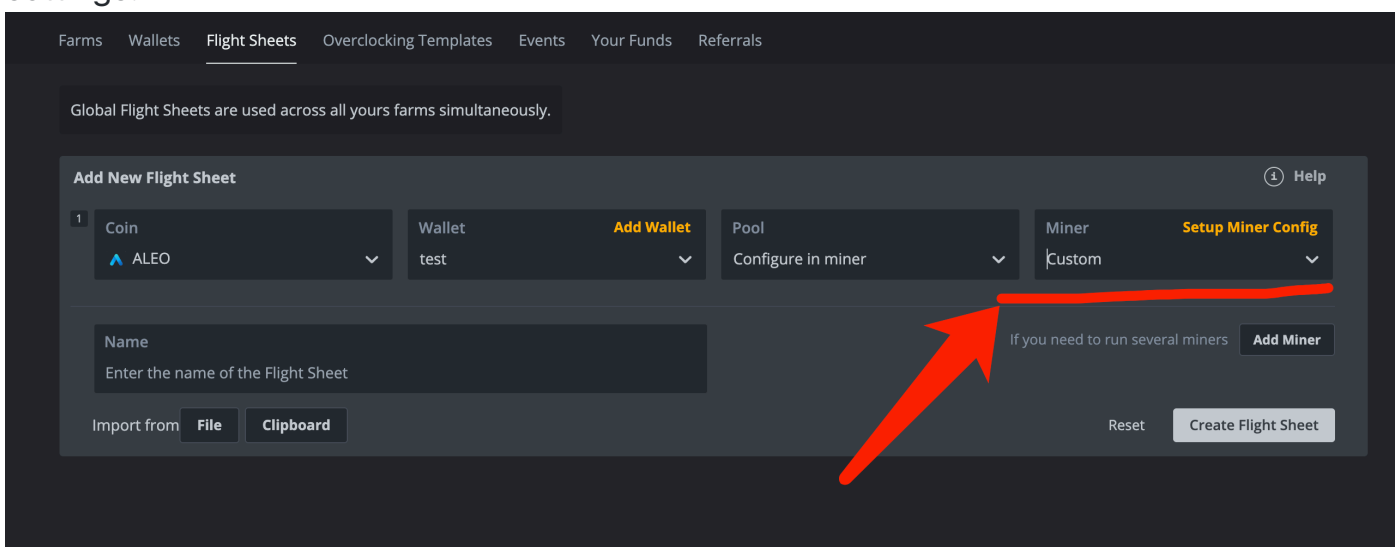 Farms Wallets Flight Sheets Overclocking Templates Events Your Funds Referrals
Global Flight Sheets are used across all yours farms simultaneously.
Add New Flight Sheet
Help
1
Coin
ALEO
Wallet Add Wallet
test
Pool
Configure in miner
Miner Setup Miner Config
Custom
Name
Enter the name of the Flight Sheet
If you need to run several miners Add Miner
Import from File Clipboard
Reset Create Flight Sheet